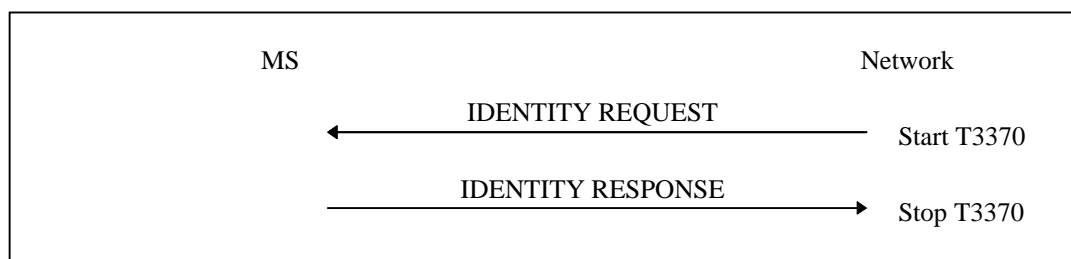 MS Network
IDENTITY REQUEST
Start T3370
IDENTITY RESPONSE
Stop T3370